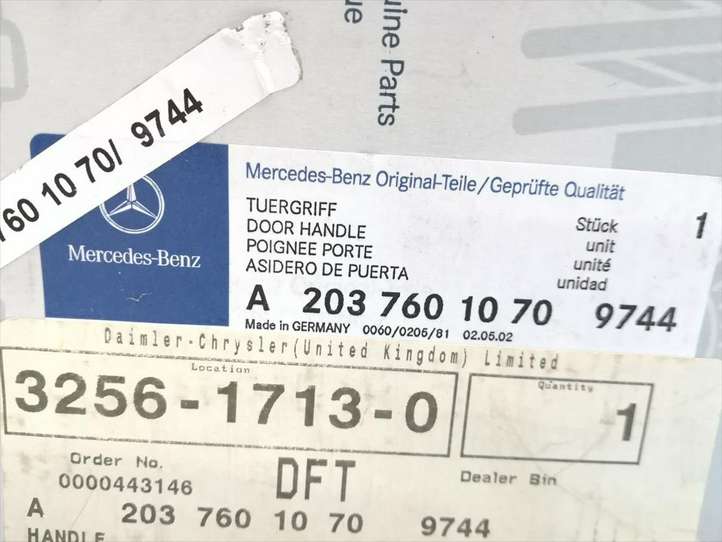 uine Parts
ue
760 10 70/ 9744
Mercedes-Benz
Mercedes-Benz Original-Teile/Geprüfte Qualität
TUERGRIFF
DOOR HANDLE
POIGNEE PORTE
ASIDERO DE PUERTA
Stück 1
unit
unité
unidad
A 203 760 10 70 9744
Made in GERMANY 0060/0205/81 02.05.02
Daimler-Chrysler(United Kingdom) Limited
Location
3256-1713-0
Quantity
1
Order No.
0000443146
DFT
Dealer Bin
A 203 760 10 70 9744
HANDLE